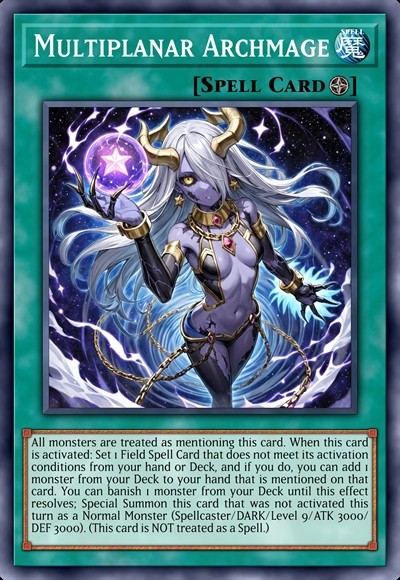 MULTIPLANAR ARCHMAGE
SPELL
魔
[SPELL CARD]
All monsters are treated as mentioning this card. When this card
is activated: Set 1 Field Spell Card that does not meet its activation
conditions from your hand or Deck, and if you do, you can add 1
monster from your Deck to your hand that is mentioned on that
card. You can banish 1 monster from your Deck until this effect
resolves; Special Summon this card that was not activated this
turn as a Normal Monster (Spellcaster/DARK/Level 9/ATK 3000/
DEF 3000). (This card is NOT treated as a Spell.)